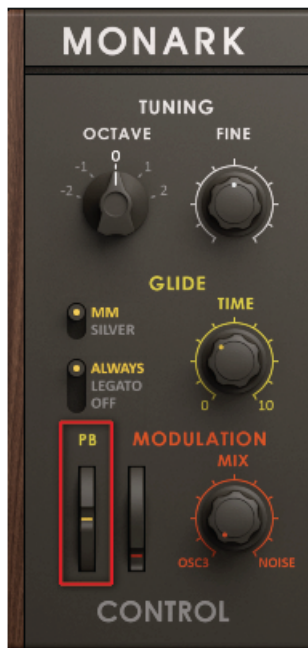 MONARK
TUNING
OCTAVE FINE
0
-1 1
-2 2
GLIDE
MM TIME
SILVER
ALWAYS
LEGATO
OFF 0 10
PB MODULATION
MIX
OSC3 NOISE
CONTROL